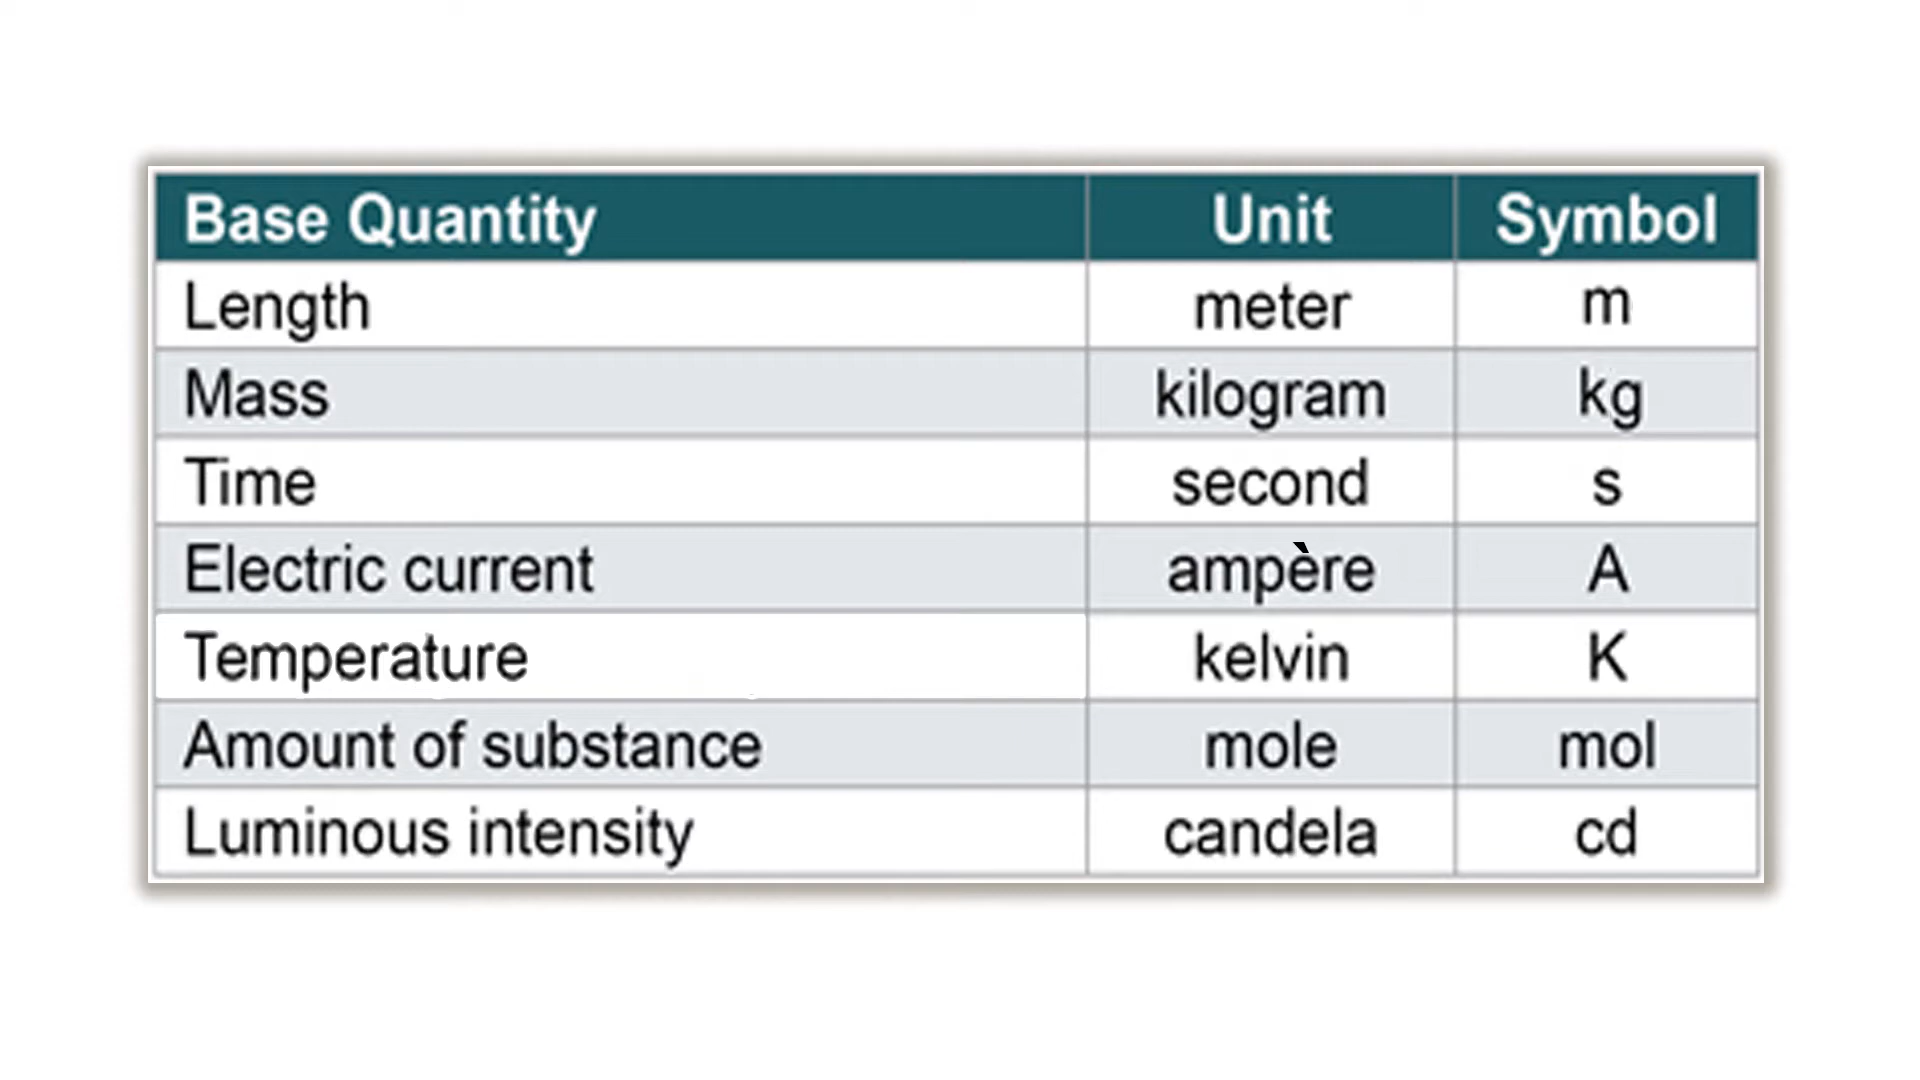 Base Quantity Unit Symbol
Length meter m
Mass kilogram kg
Time second s
Electric current ampère A
Temperature kelvin K
Amount of substance mole mol
Luminous intensity candela cd